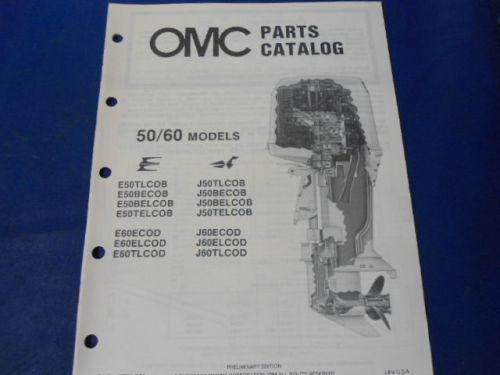 OMC PARTS CATALOG
50/60 MODELS
E50TLCOB J50TLCOB
E50BECOB J50BECOB
E50BELCOB J50BELCOB
E50TELCOB J50TELCOB
E60ECOD J60ECOD
E60ELCOD J60ELCOD
E60TLCOD J60TLCOD
PRELIMINARY EDITION